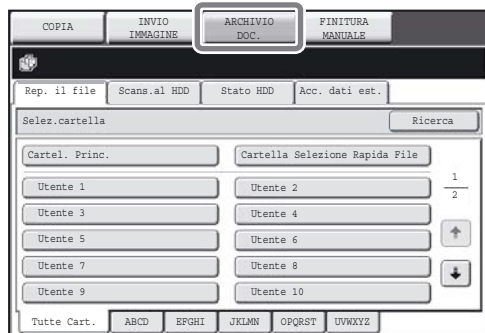 COPIA
INVIO
IMMAGINE
ARCHIVIO
DOC.
FINITURA
MANUALE
Rep. il file Scans.al HDD Stato HDD Acc. dati est.
Selez.cartella Ricerca
Cartel. Princ. Cartella Selezione Rapida File
Utente 1 Utente 2
Utente 3 Utente 4
Utente 5 Utente 6
Utente 7 Utente 8
Utente 9 Utente 10
1
2
Tutte Cart. ABCD EFGHI JKLMN OPQRST UVWXYZ